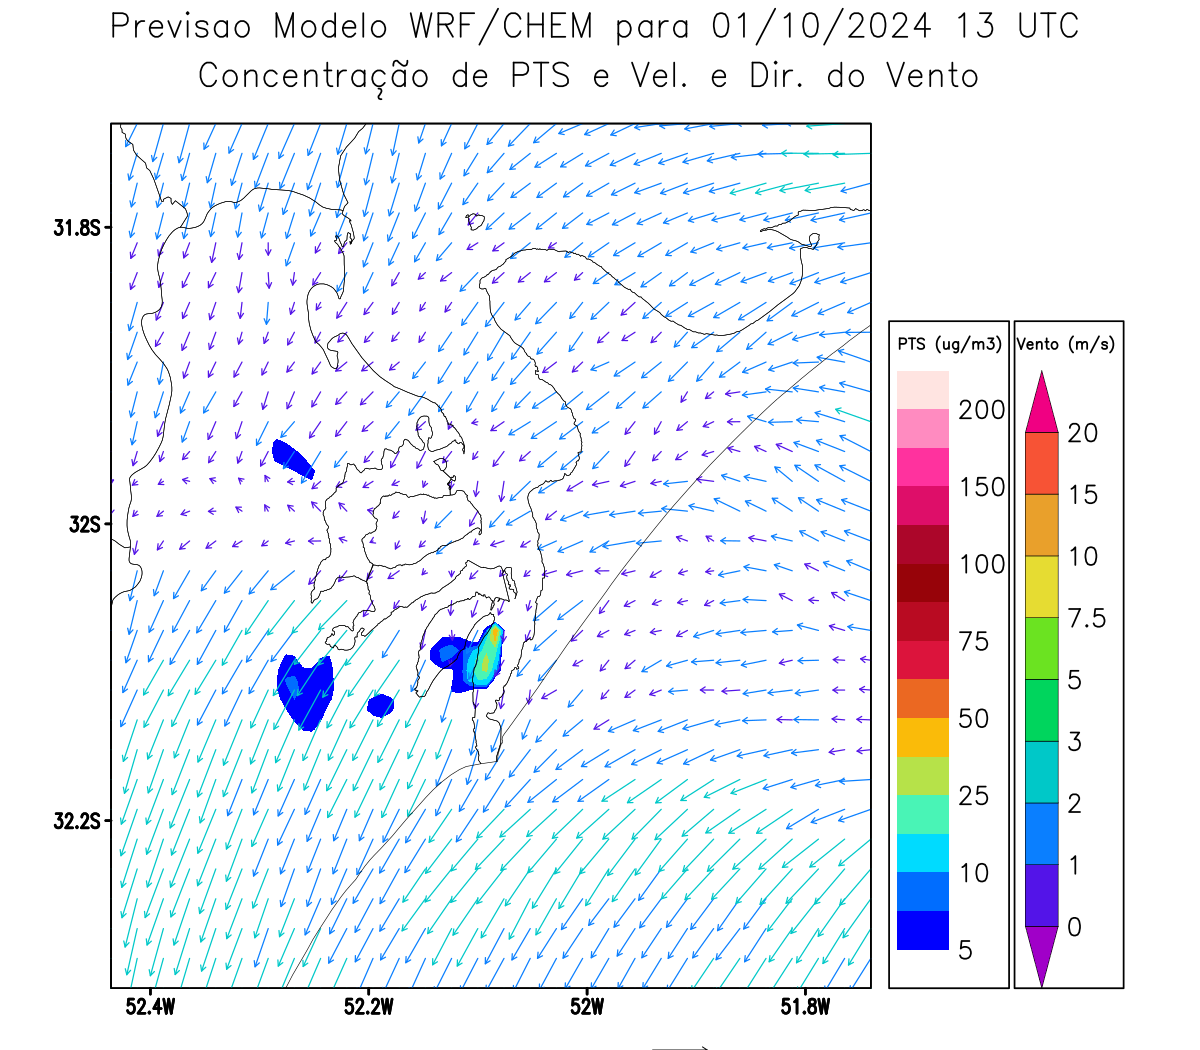 Previsao Modelo WRF/CHEM para 01/10/2024 13 UTC
Concentração de PTS e Vel. e Dir. do Vento
31.8S
32S
32.2S
52.4W 52.2W 52W 51.8W
PTS (ug/m3)
200
150
100
75
50
25
10
5
Vento (m/s)
20
15
10
7.5
5
3
2
1
0